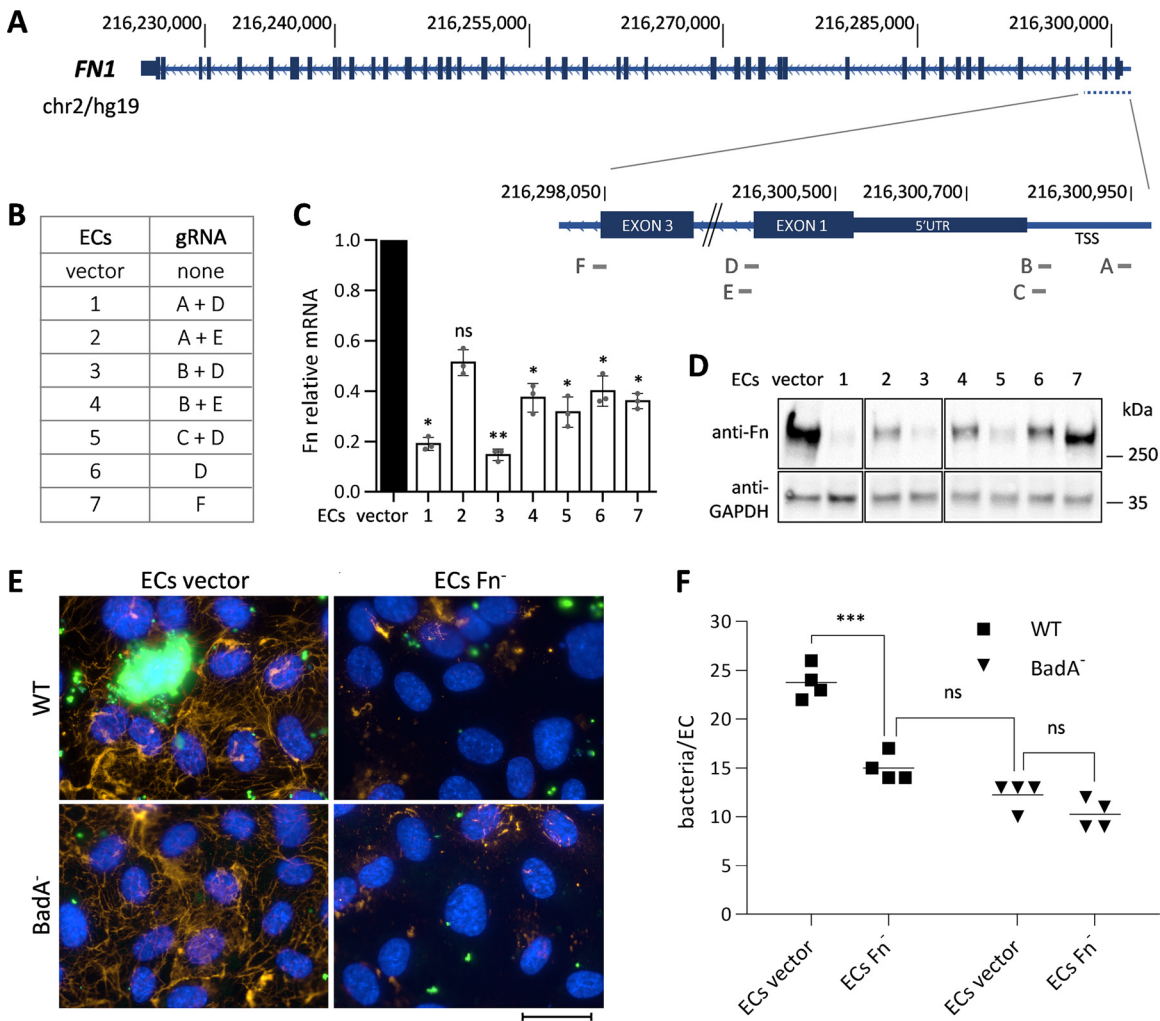 A
216,230,000 216,240,000 216,255,000 216,270,000 216,285,000 216,300,000
FN1
chr2/hg19
216,298,050 216,300,500 216,300,700 216,300,950
EXON 3 EXON 1 5'UTR
TSS
F D B A
E C
B
ECs gRNA
vector none
1 A + D
2 A + E
3 B + D
4 B + E
5 C + D
6 D
7 F
C
Fn relative mRNA
1.0
0.8
0.6
0.4
0.2
0.0
* ns ** * * * *
ECs vector 1 2 3 4 5 6 7
D
ECs vector 1 2 3 4 5 6 7
kDa
anti-Fn
250
anti-
GAPDH
35
E
ECs vector ECs Fn⁻
WT
BadA⁻
F
bacteria/EC
30
25
20
15
10
5
0
***
ns
ns
WT
BadA⁻
ECs vector ECs Fn⁻ ECs vector ECs Fn⁻